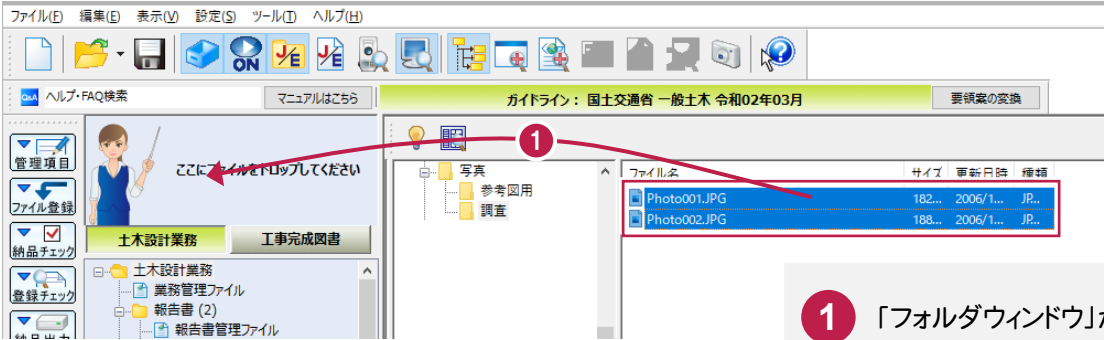 ファイル(F) 編集(E) 表示(V) 設定(S) ツール(T) ヘルプ(H)
ON J/E J/E
Q&A ヘルプ・FAQ検索 マニュアルはこちら ガイドライン： 国土交通省 一般土木 令和02年03月 要領案の変換
管理項目
ファイル登録
納品チェック
登録チェック
ここにファイルをドロップしてください
土木設計業務 工事完成図書
土木設計業務
業務管理ファイル
報告書 (2)
報告書管理ファイル
1
写真
参考図用
調査
ファイル名 サイズ 更新日時 種類
Photo001.JPG 182... 2006/1... JP...
Photo002.JPG 188... 2006/1... JP...
1 「フォルダウィンドウ」